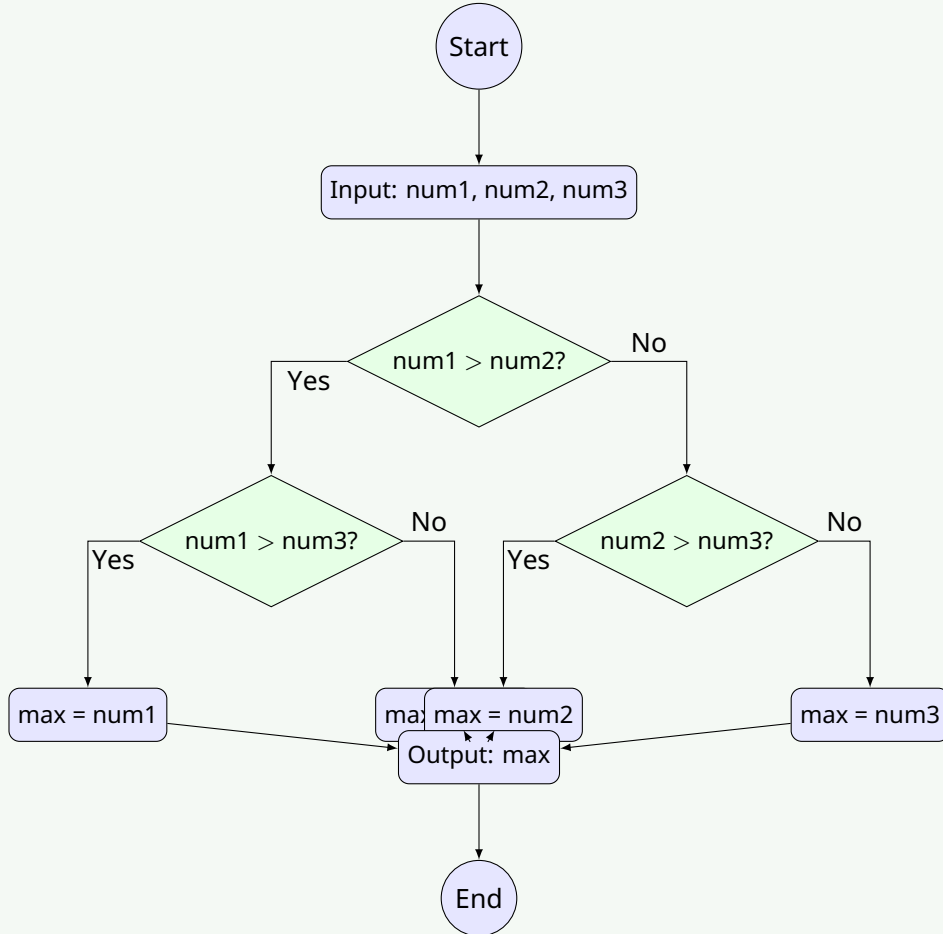 Start
Input: num1, num2, num3
num1 > num2?
Yes
No
num1 > num3?
num2 > num3?
Yes
No
Yes
No
max = num1
max = num2
max = num3
Output: max
End